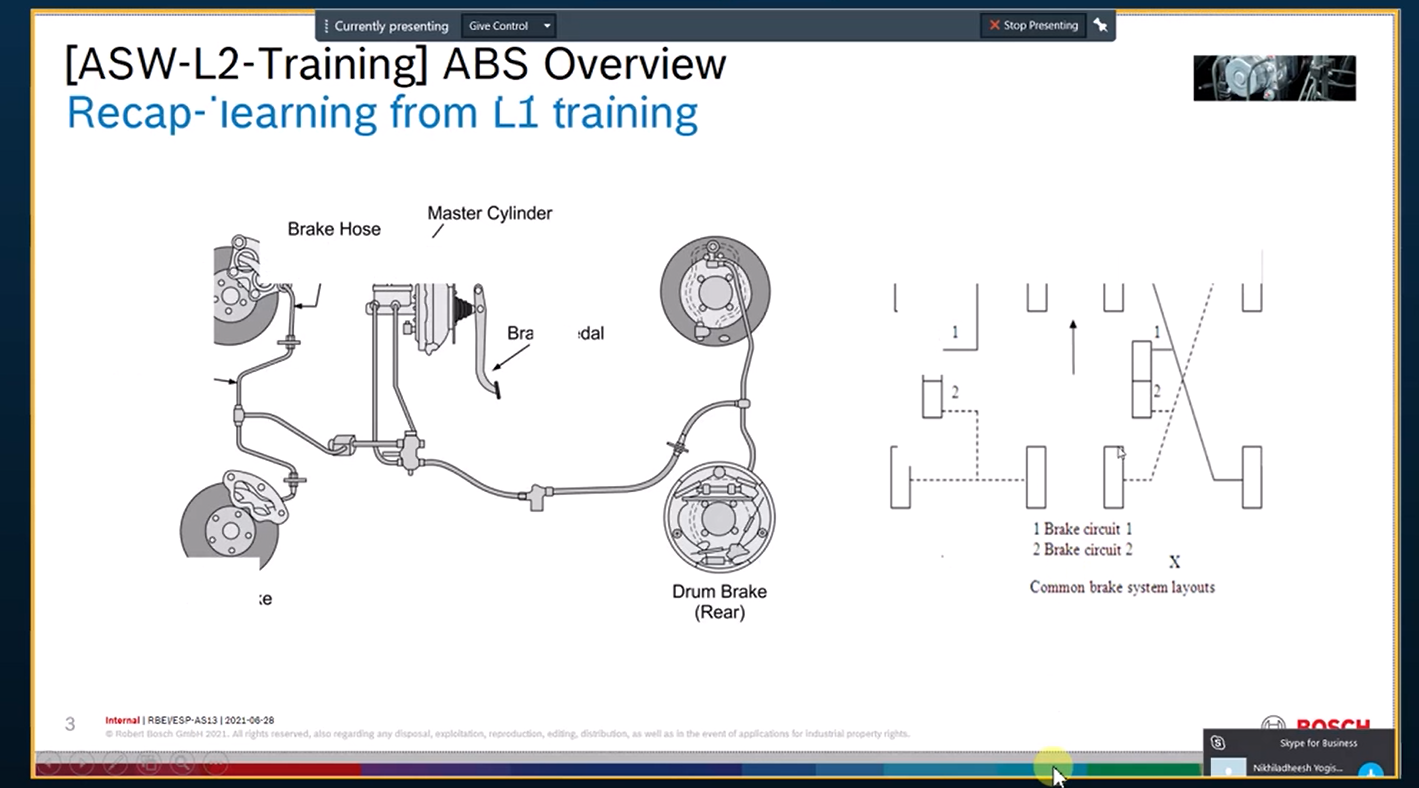 Currently presenting
Give Control
Stop Presenting
[ASW-L2-Training] ABS Overview
Recap- learning from L1 training
Brake Hose
Master Cylinder
Bra dal
ke
Drum Brake
(Rear)
1
2
1
2
1 Brake circuit 1
2 Brake circuit 2
X
Common brake system layouts
3
Internal | RBEI/ESP-AS13 | 2021-06-28
© Robert Bosch GmbH 2021. All rights reserved, also regarding any disposal, exploitation, reproduction, editing, distribution, as well as in the event of applications for industrial property rights.
BOSCH
Skype for Business
Nikhiladheesh Yogis...